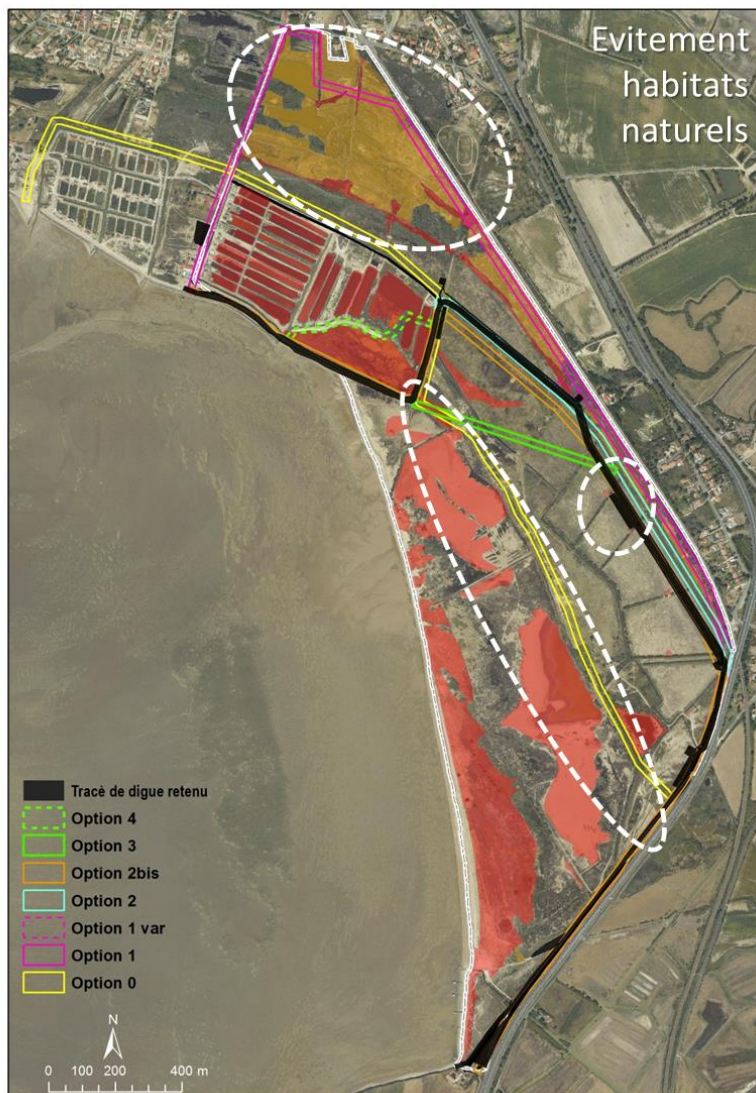 Evitement
habitats
naturels
Tracè de digue retenu
Option 4
Option 3
Option 2bis
Option 2
Option 1 var
Option 1
Option 0
N
0 100 200 400 m